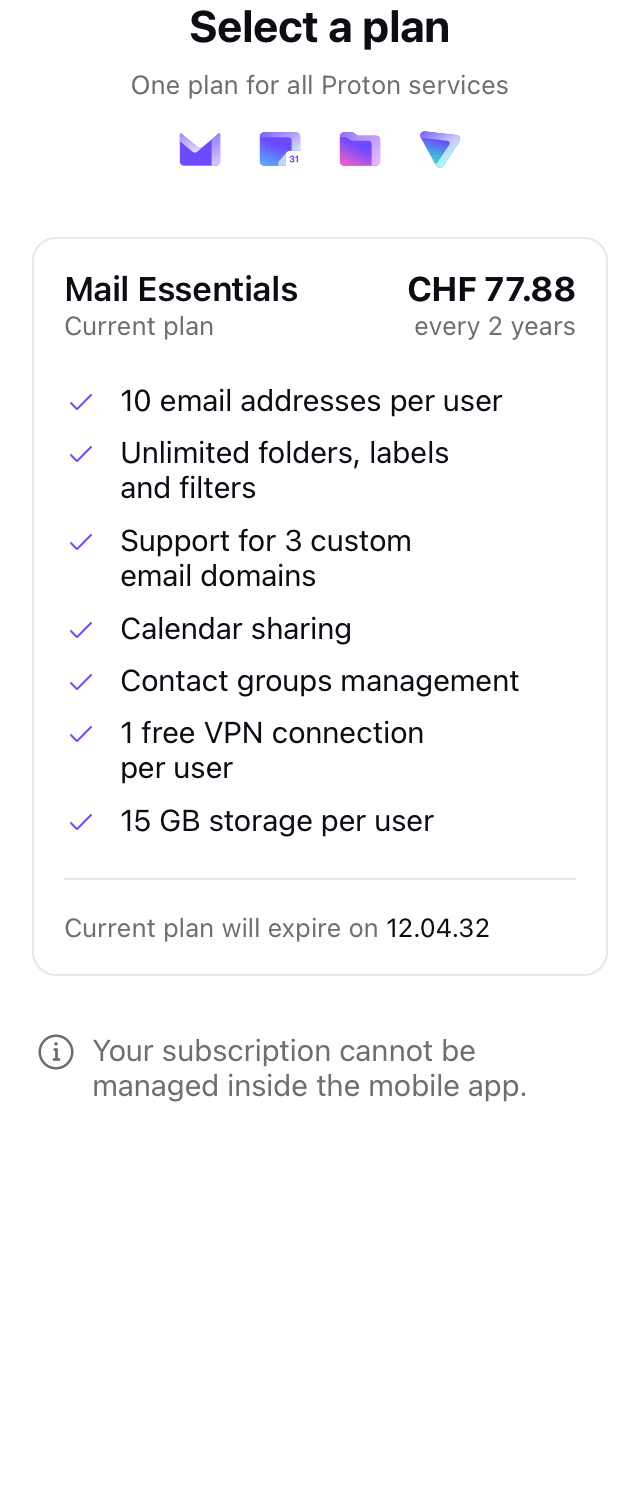 Select a plan
One plan for all Proton services
31
Mail Essentials
CHF 77.88
Current plan
every 2 years
10 email addresses per user
Unlimited folders, labels
and filters
Support for 3 custom
email domains
Calendar sharing
Contact groups management
1 free VPN connection
per user
15 GB storage per user
Current plan will expire on 12.04.32
Your subscription cannot be
managed inside the mobile app.